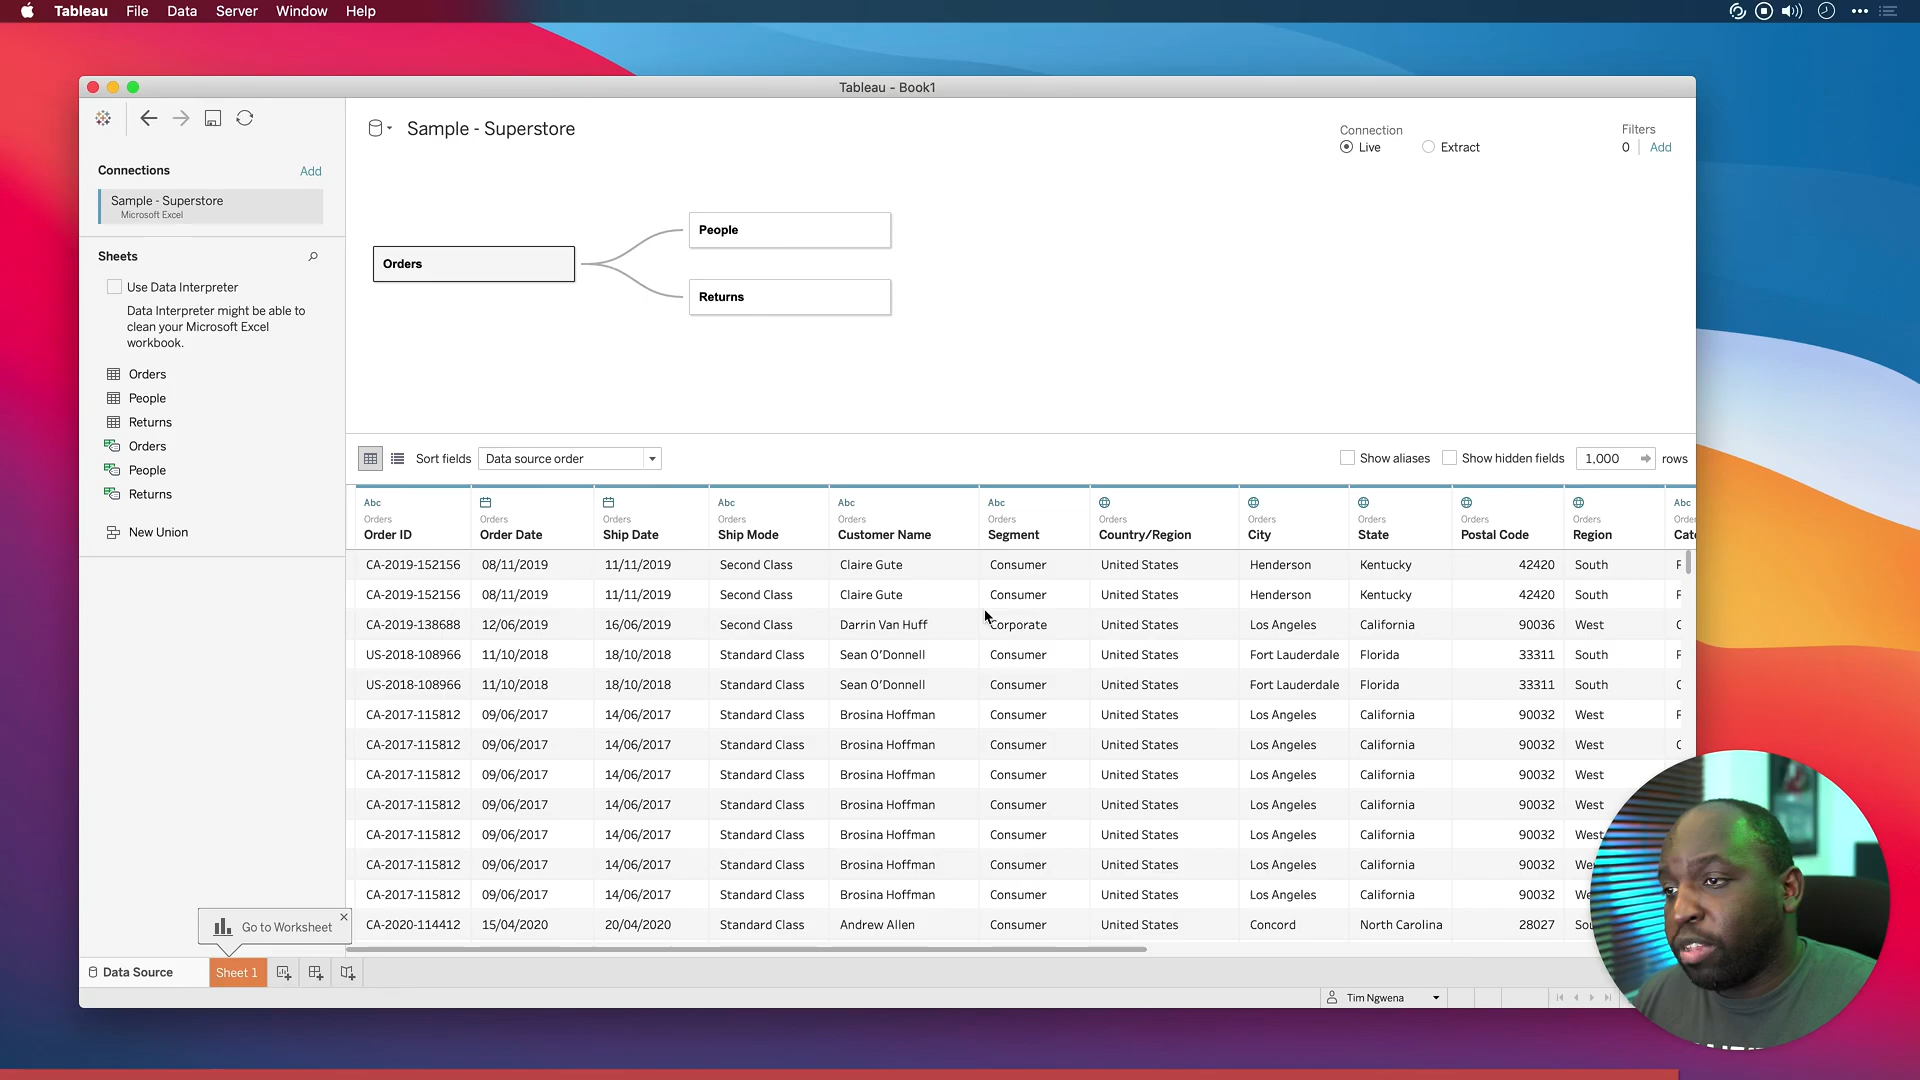 Tableau File Data Server Window Help
Tableau - Book1
Connections Add
Sample - Superstore
Microsoft Excel
Sheets
Use Data Interpreter
Data Interpreter might be able to
clean your Microsoft Excel
workbook.
Orders
People
Returns
Orders
People
Returns
New Union
Sample - Superstore
Connection
Live Extract
Filters
0 Add
Orders
People
Returns
Sort fields Data source order
Show aliases Show hidden fields 1,000 rows
Abc Abc Abc Abc Abc
Orders Orders Orders Orders Orders Orders Orders Orders Orders Orders Orders
Order ID Order Date Ship Date Ship Mode Customer Name Segment Country/Region City State Postal Code Region
CA-2019-152156 08/11/2019 11/11/2019 Second Class Claire Gute Consumer United States Henderson Kentucky 42420 South
CA-2019-152156 08/11/2019 11/11/2019 Second Class Claire Gute Consumer United States Henderson Kentucky 42420 South
CA-2019-138688 12/06/2019 16/06/2019 Second Class Darrin Van Huff Corporate United States Los Angeles California 90036 West
US-2018-108966 11/10/2018 18/10/2018 Standard Class Sean O'Donnell Consumer United States Fort Lauderdale Florida 33311 South
US-2018-108966 11/10/2018 18/10/2018 Standard Class Sean O'Donnell Consumer United States Fort Lauderdale Florida 33311 South
CA-2017-115812 09/06/2017 14/06/2017 Standard Class Brosina Hoffman Consumer United States Los Angeles California 90032 West
CA-2017-115812 09/06/2017 14/06/2017 Standard Class Brosina Hoffman Consumer United States Los Angeles California 90032 West
CA-2017-115812 09/06/2017 14/06/2017 Standard Class Brosina Hoffman Consumer United States Los Angeles California 90032 West
CA-2017-115812 09/06/2017 14/06/2017 Standard Class Brosina Hoffman Consumer United States Los Angeles California 90032 West
CA-2017-115812 09/06/2017 14/06/2017 Standard Class Brosina Hoffman Consumer United States Los Angeles California 90032 West
CA-2017-115812 09/06/2017 14/06/2017 Standard Class Brosina Hoffman Consumer United States Los Angeles California 90032
CA-2017-115812 09/06/2017 14/06/2017 Standard Class Brosina Hoffman Consumer United States Los Angeles California 90032
CA-2020-114412 15/04/2020 20/04/2020 Standard Class Andrew Allen Consumer United States Concord North Carolina 28027
Go to Worksheet
Data Source Sheet 1
Tim Ngwena